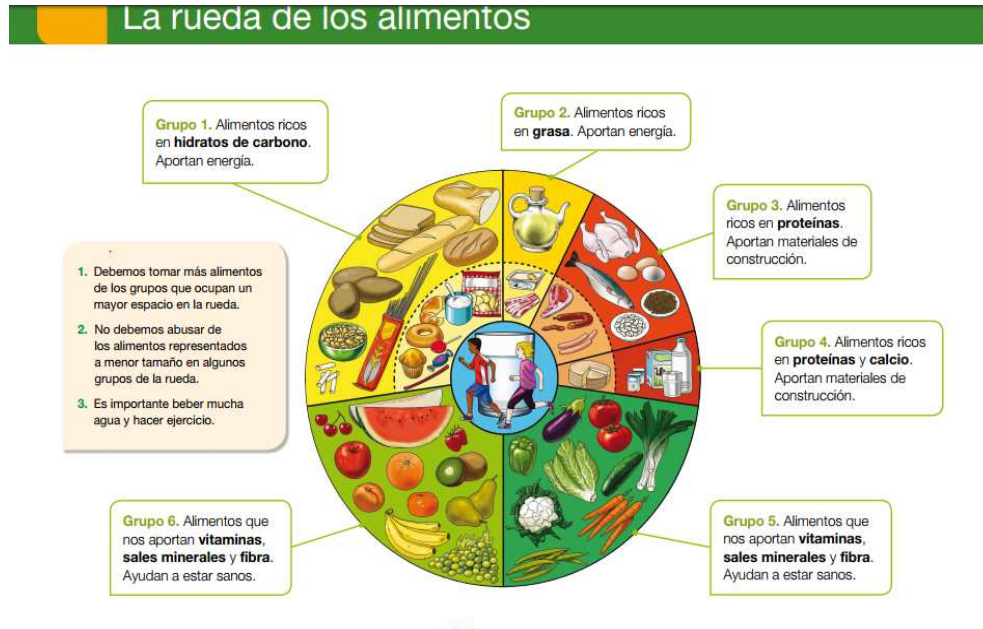 La rueda de los alimentos
Grupo 1. Alimentos ricos
en hidratos de carbono.
Aportan energía.
Grupo 2. Alimentos ricos
en grasa. Aportan energía.
Grupo 3. Alimentos
ricos en proteínas.
Aportan materiales de
construcción.
1. Debemos tomar más alimentos
de los grupos que ocupan un
mayor espacio en la rueda.
2. No debemos abusar de
los alimentos representados
a menor tamaño en algunos
grupos de la rueda.
3. Es importante beber mucha
agua y hacer ejercicio.
Grupo 4. Alimentos ricos
en proteínas y calcio.
Aportan materiales de
construcción.
Grupo 6. Alimentos que
nos aportan vitaminas,
sales minerales y fibra.
Ayudan a estar sanos.
Grupo 5. Alimentos que
nos aportan vitaminas,
sales minerales y fibra.
Ayudan a estar sanos.